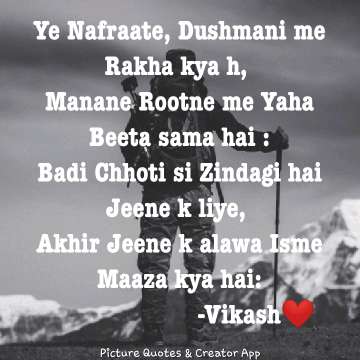 Ye Nafraate, Dushmani me
Rakha kya h,
Manane Rootne me Yaha
Beeta sama hai :
Badi Chhoti si Zindagi hai
Jeene k liye,
Akhir Jeene k alawa Isme
Maaza kya hai:
-Vikash❤️
Picture Quotes & Creator App